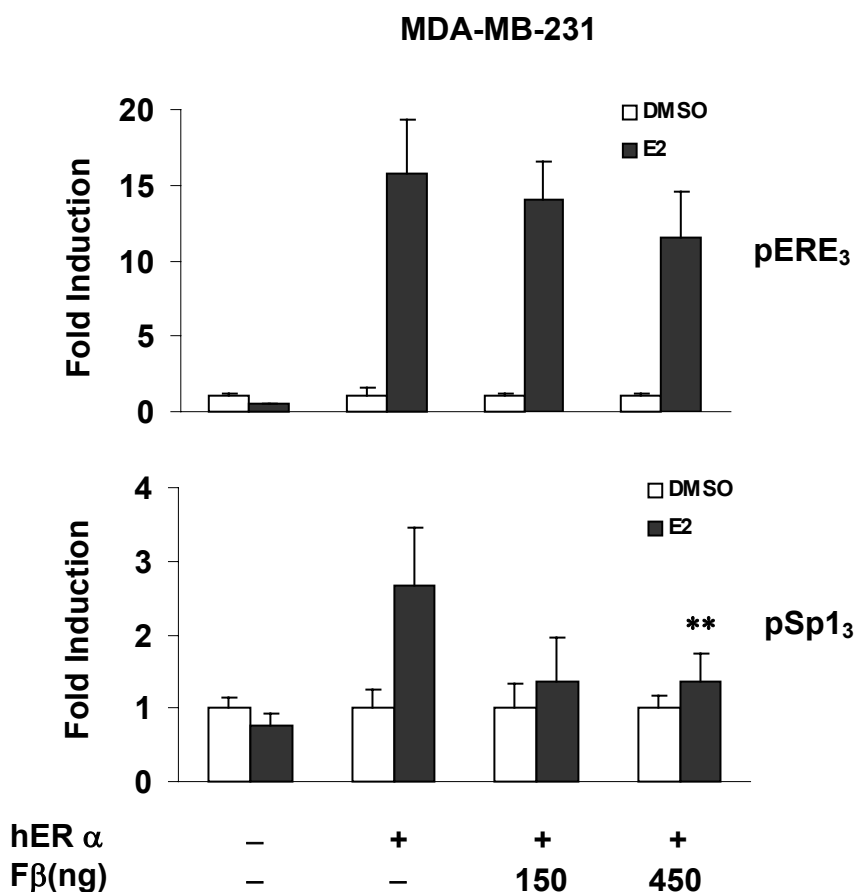 MDA-MB-231
20
15
10
5
0
Fold Induction
DMSO
E2
pERE3
4
3
2
1
0
Fold Induction
DMSO
E2
**
pSp13
hER α – + + +
Fβ(ng) – – 150 450